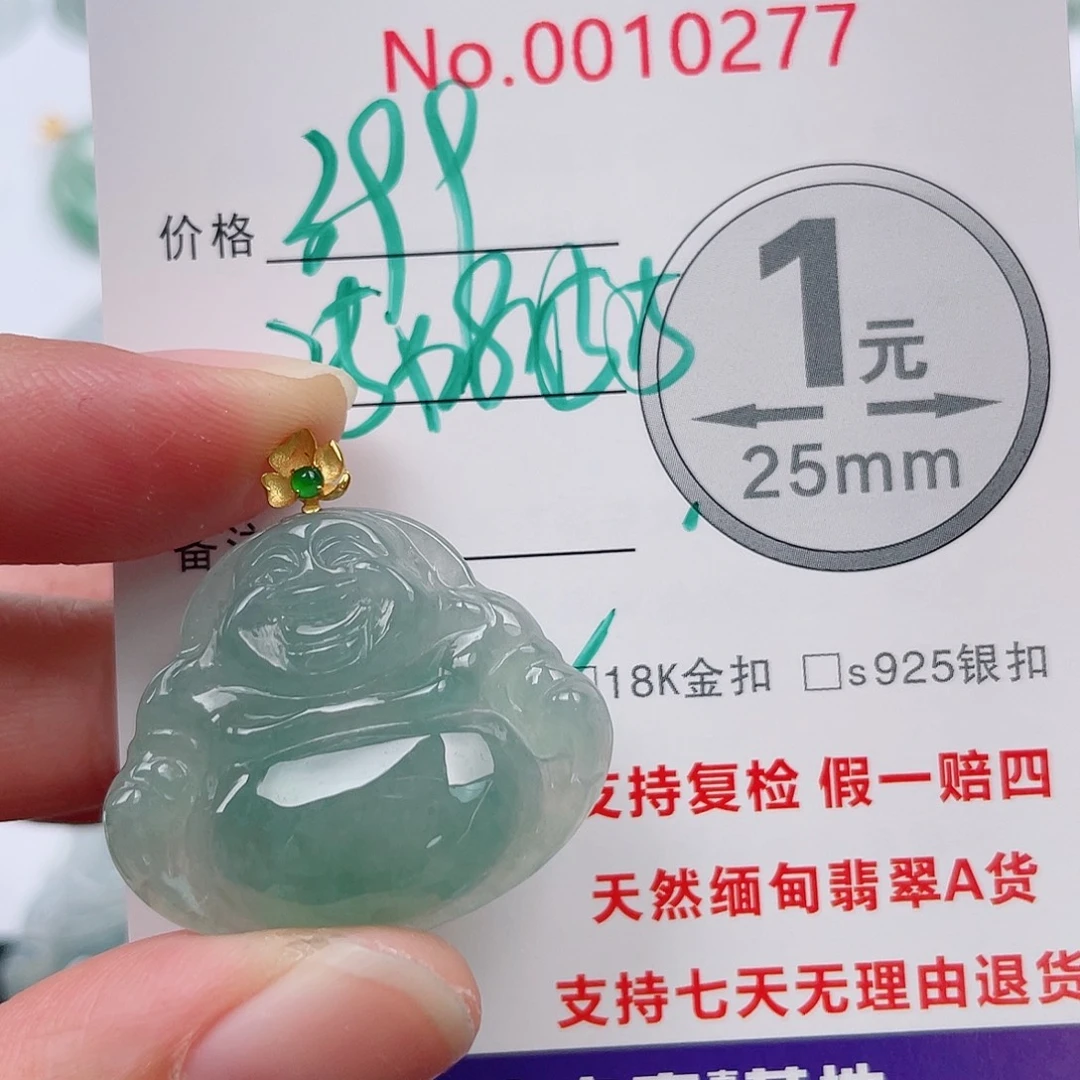 No.0010277
价格 299
1元
25mm
备
18K金扣 □s925银扣
支持复检 假一赔四
天然缅甸翡翠A货
支持七天无理由退货